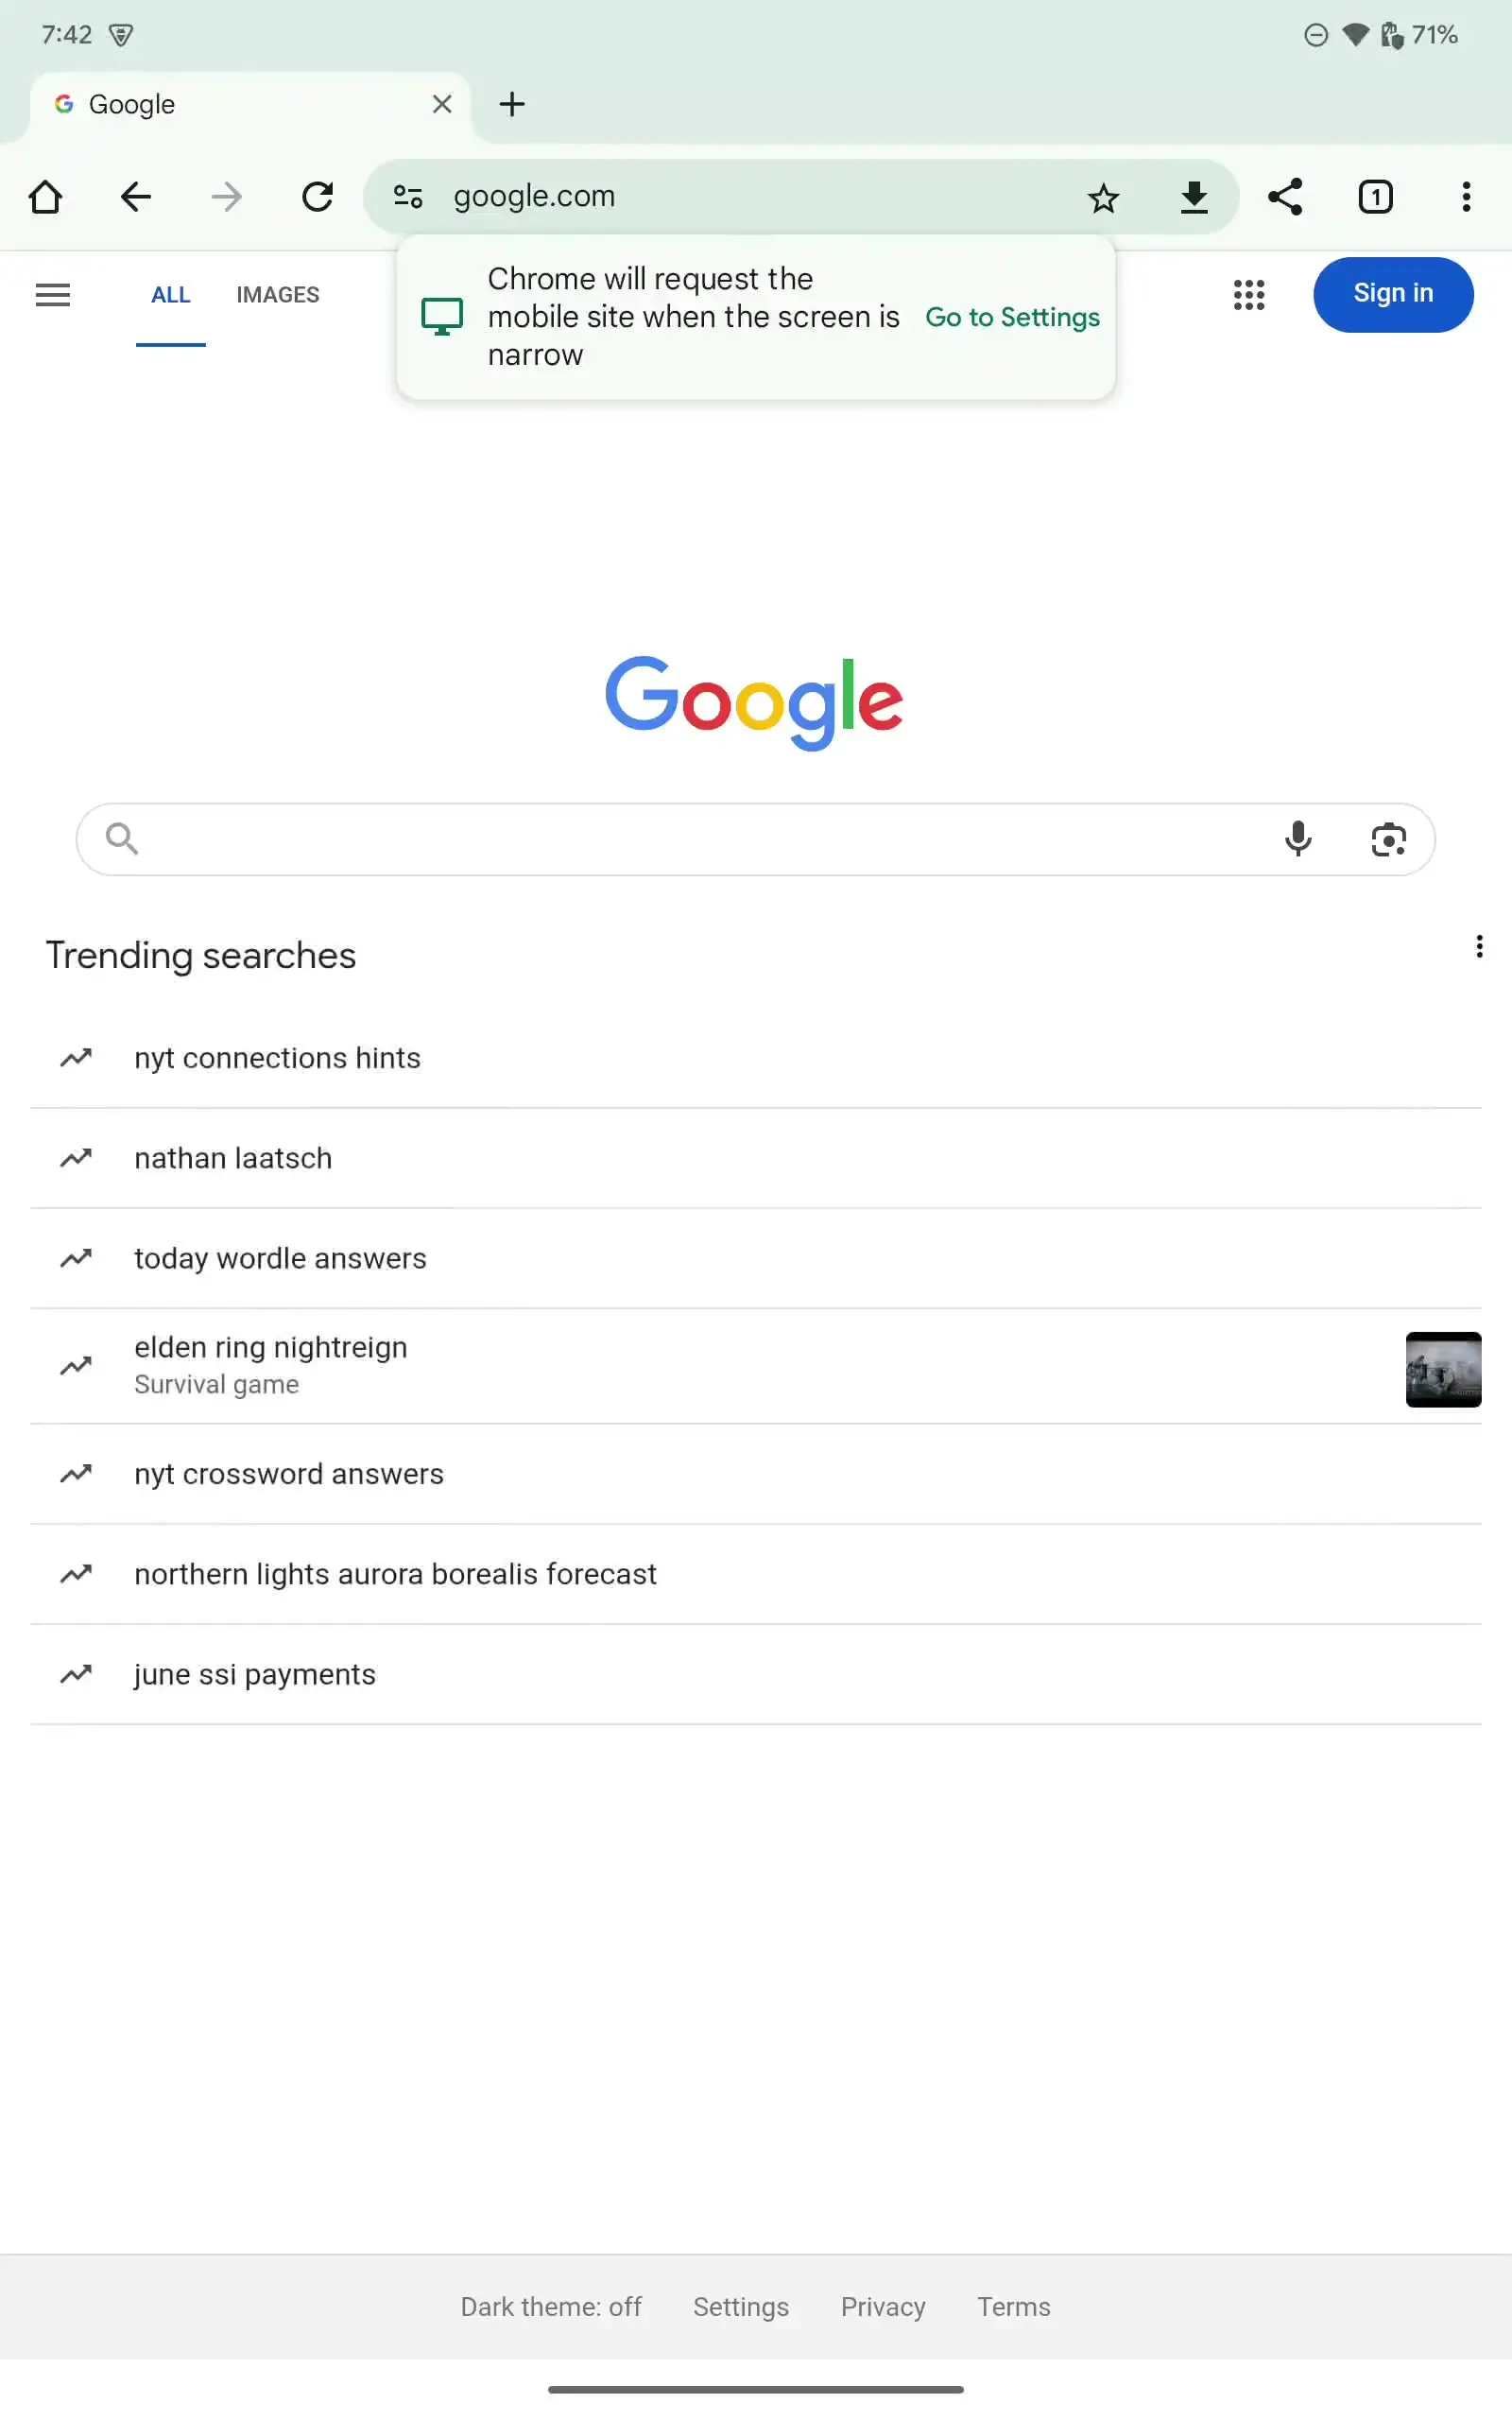 7:42
71%
Google
google.com
1
ALL IMAGES
Chrome will request the
mobile site when the screen is
narrow
Go to Settings
Sign in
Google
Trending searches
nyt connections hints
nathan laatsch
today wordle answers
elden ring nightreign
Survival game
nyt crossword answers
northern lights aurora borealis forecast
june ssi payments
Dark theme: off Settings Privacy Terms